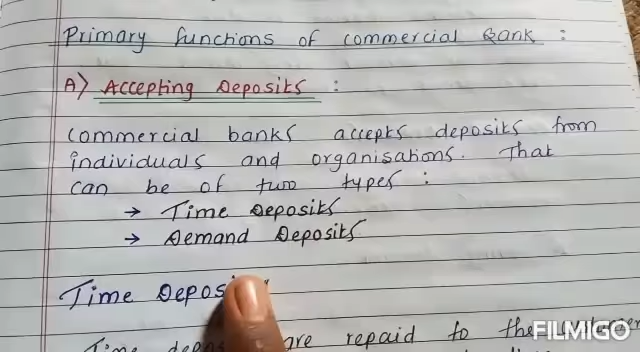 Primary functions of commercial Bank :
A) Accepting Deposits :
Commercial banks accepts deposits from
individuals and organisations. That
can be of two types :
→ Time Deposits
→ Demand Deposits
Time
Time are repaid to the
FILMIGO